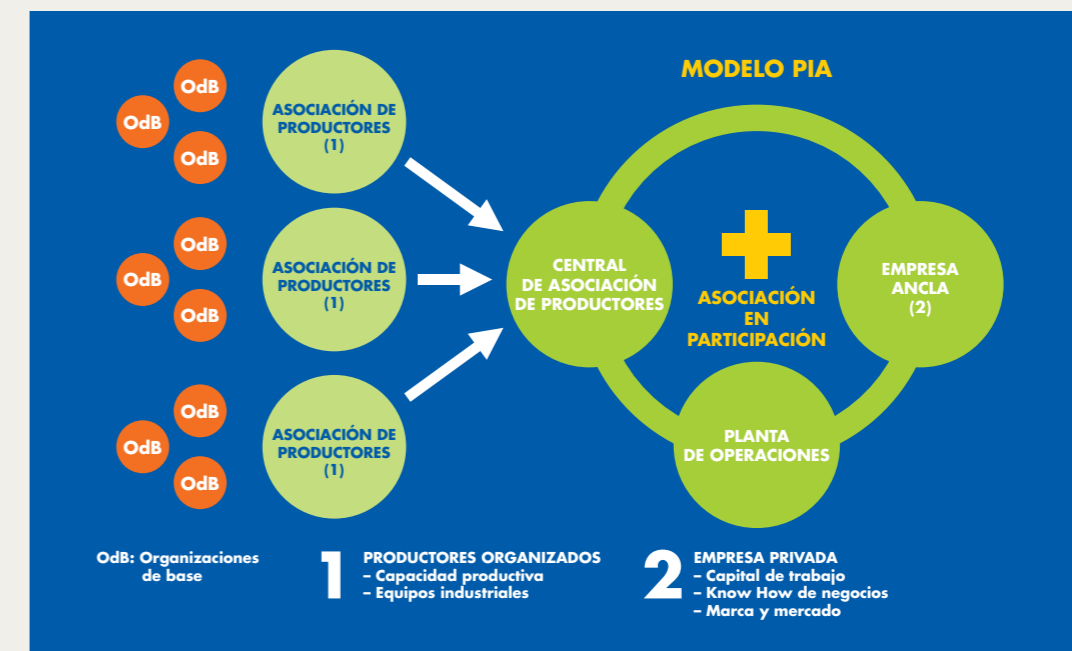 MODELO PIA
OdB
OdB
OdB
ASOCIACIÓN DE
PRODUCTORES
(1)
OdB
OdB
OdB
ASOCIACIÓN DE
PRODUCTORES
(1)
OdB
OdB
OdB
ASOCIACIÓN DE
PRODUCTORES
(1)
CENTRAL
DE ASOCIACIÓN
DE PRODUCTORES
ASOCIACIÓN
EN
PARTICIPACIÓN
EMPRESA
ANCLA
(2)
PLANTA
DE OPERACIONES
OdB: Organizaciones
de base
1
PRODUCTORES ORGANIZADOS
– Capacidad productiva
– Equipos industriales
2
EMPRESA PRIVADA
– Capital de trabajo
– Know How de negocios
– Marca y mercado